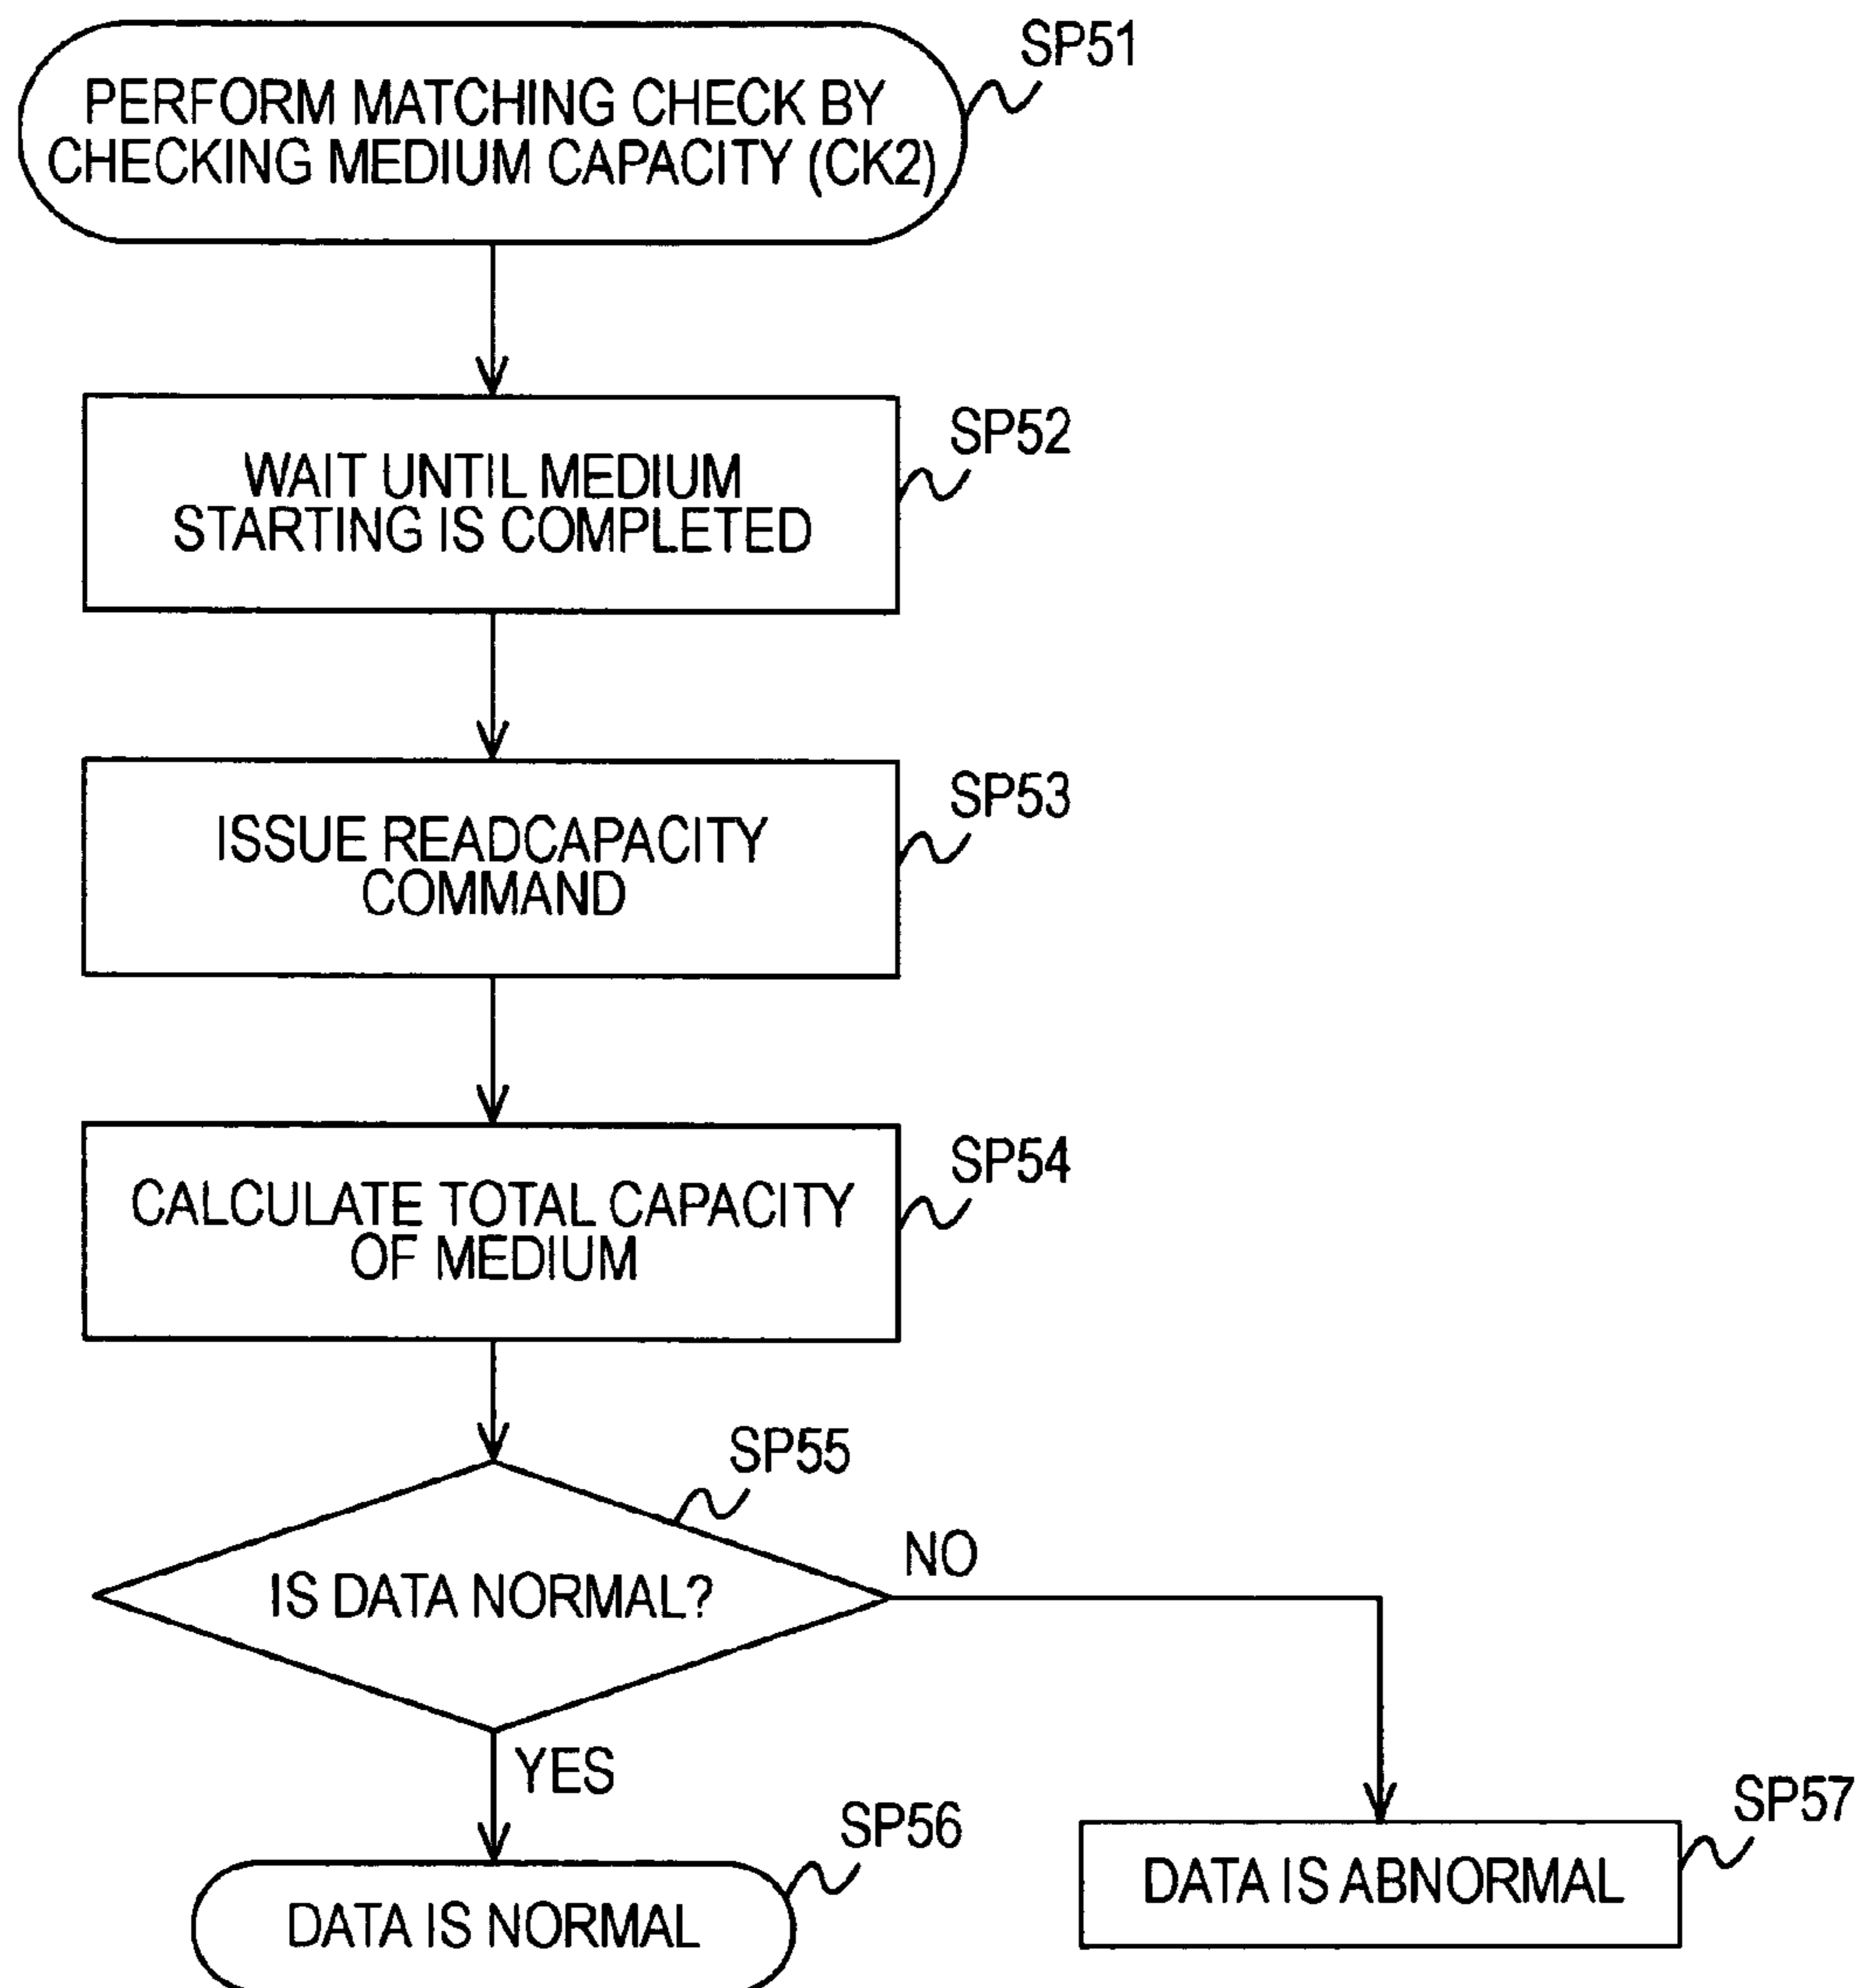 SP51
PERFORM MATCHING CHECK BY
CHECKING MEDIUM CAPACITY (CK2)
SP52
WAIT UNTIL MEDIUM
STARTING IS COMPLETED
SP53
ISSUE READCAPACITY
COMMAND
SP54
CALCULATE TOTAL CAPACITY
OF MEDIUM
SP55
IS DATA NORMAL?
NO
YES
SP56
DATA IS NORMAL
SP57
DATA IS ABNORMAL